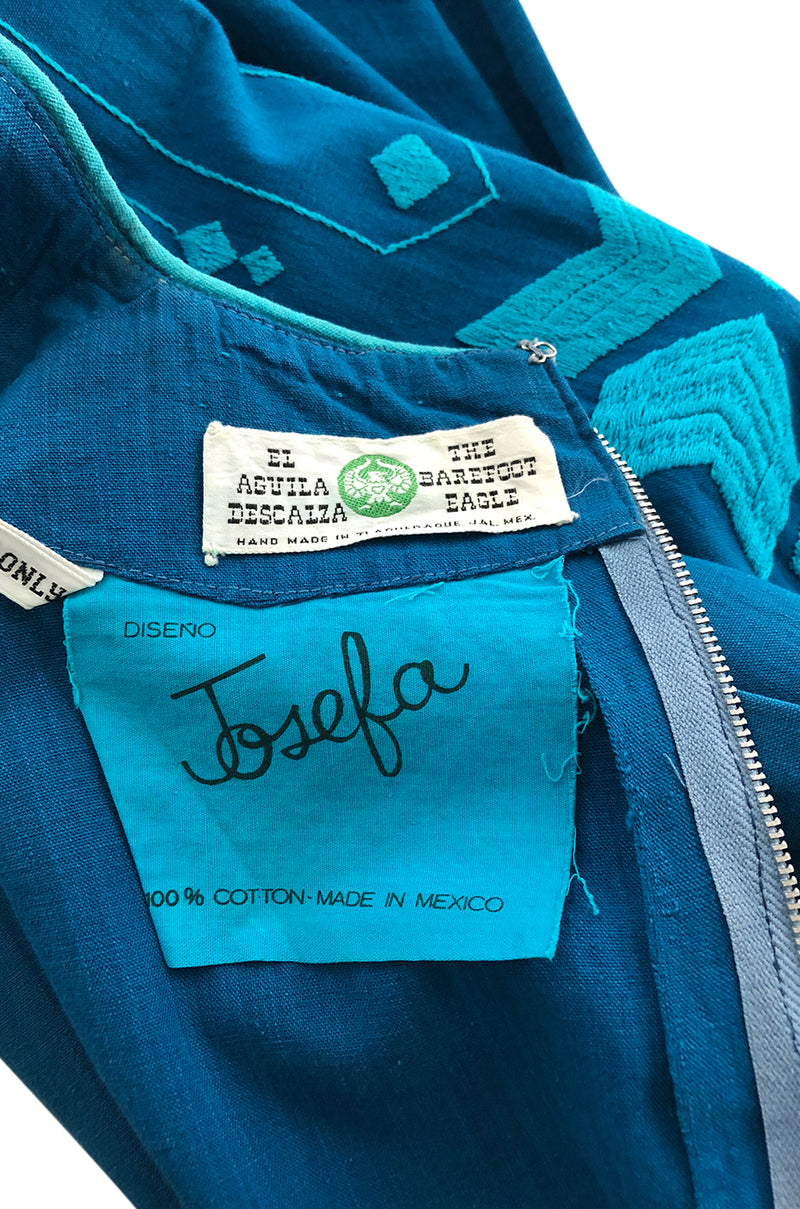 EL
AGUILA
DESCALZA
THE
BAREFOOT
EAGLE
HAND MADE IN TLAQUEPAQUE JAL. MEX.
ONLY
DISEÑO
Josefa
100% COTTON-MADE IN MEXICO